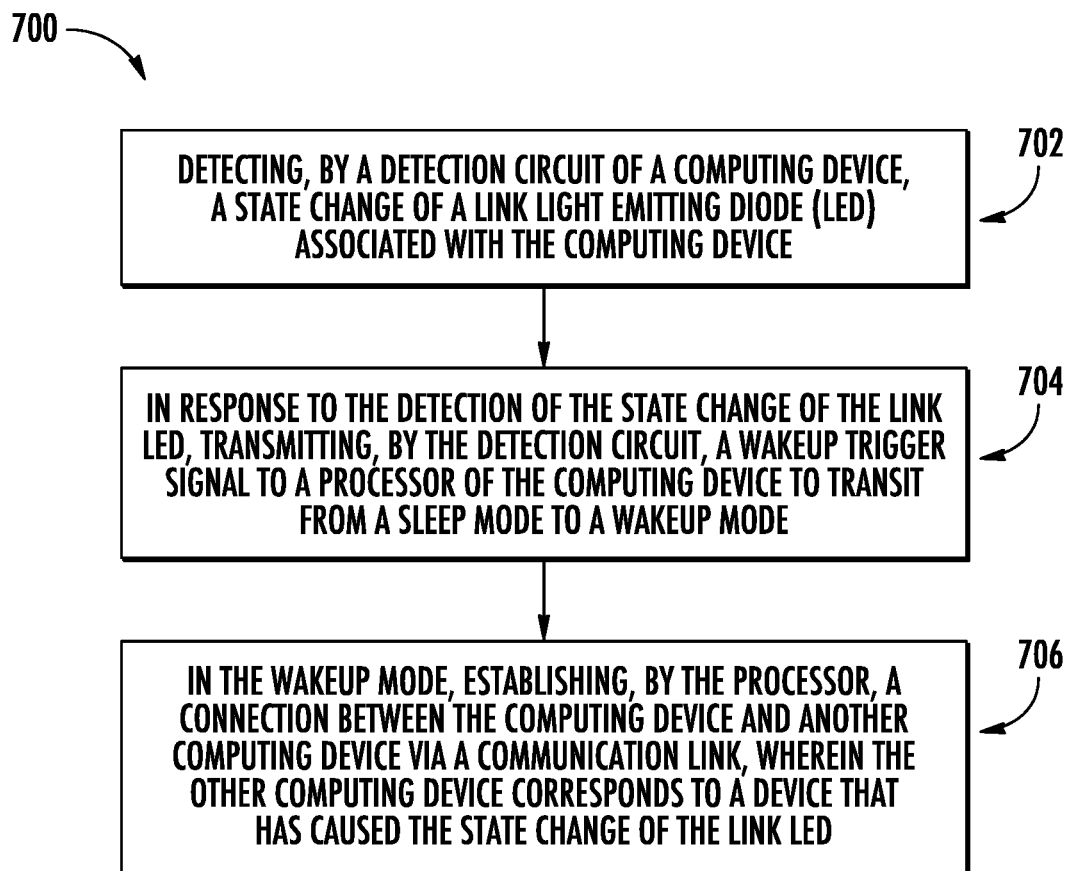 700
702
DETECTING, BY A DETECTION CIRCUIT OF A COMPUTING DEVICE,
A STATE CHANGE OF A LINK LIGHT EMITTING DIODE (LED)
ASSOCIATED WITH THE COMPUTING DEVICE
704
IN RESPONSE TO THE DETECTION OF THE STATE CHANGE OF THE LINK
LED, TRANSMITTING, BY THE DETECTION CIRCUIT, A WAKEUP TRIGGER
SIGNAL TO A PROCESSOR OF THE COMPUTING DEVICE TO TRANSIT
FROM A SLEEP MODE TO A WAKEUP MODE
706
IN THE WAKEUP MODE, ESTABLISHING, BY THE PROCESSOR, A
CONNECTION BETWEEN THE COMPUTING DEVICE AND ANOTHER
COMPUTING DEVICE VIA A COMMUNICATION LINK, WHEREIN THE
OTHER COMPUTING DEVICE CORRESPONDS TO A DEVICE THAT
HAS CAUSED THE STATE CHANGE OF THE LINK LED